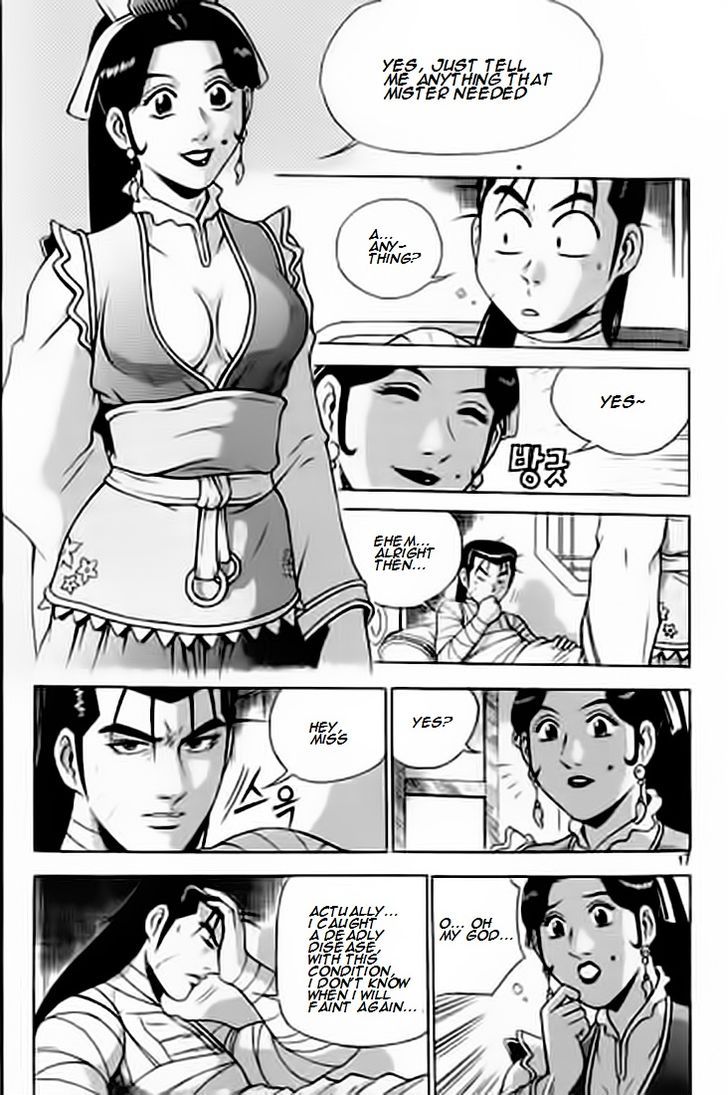 YES, JUST TELL
ME ANYTHING THAT
MISTER NEEDED
A...
ANY-
THING?
YES~
방긋
EHEM...
ALRIGHT
THEN...
HEY,
MISS
스윽
YES?
17
ACTUALLY...
I CAUGHT
A DEADLY
DISEASE,
WITH THIS
CONDITION,
I DON'T KNOW
WHEN I WILL
FAINT AGAIN...
O... OH
MY GOD...